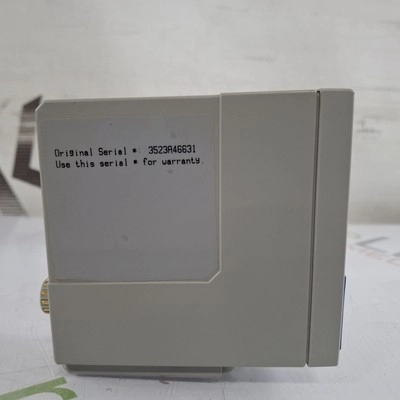 Original Serial #: 3523A46631
Use this serial # for warranty.